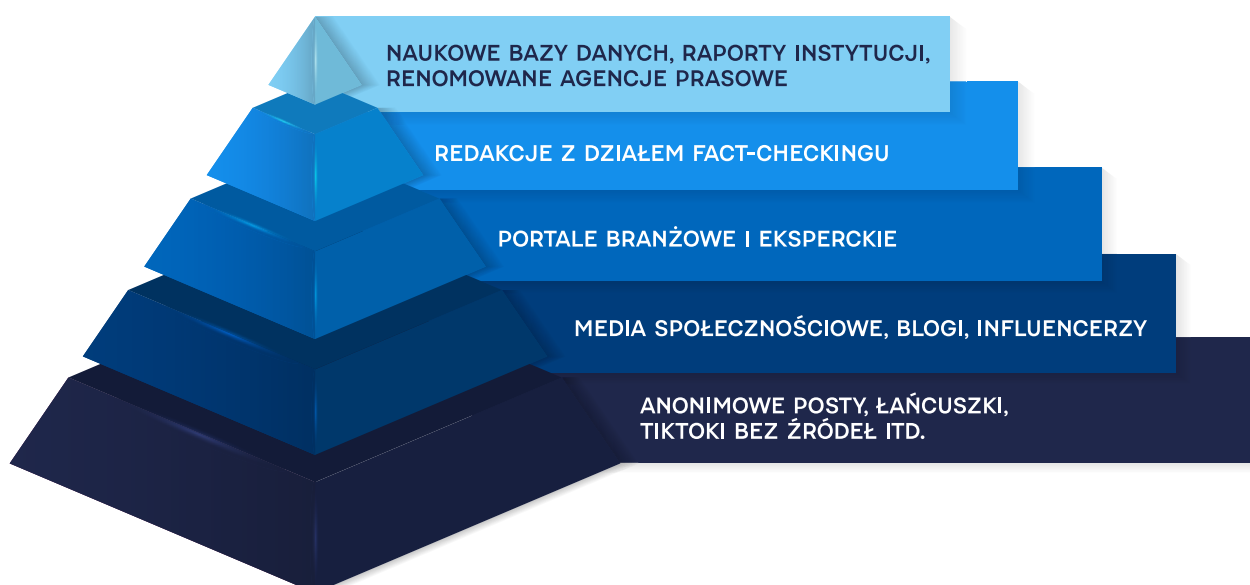 NAUKOWE BAZY DANYCH, RAPORTY INSTYTUCJI,
RENOMOWANE AGENCJE PRASOWE
REDAKCJE Z DZIAŁEM FACT-CHECKINGU
PORTALE BRANŻOWE I EKSPERCKIE
MEDIA SPOŁECZNOŚCIOWE, BLOGI, INFLUENCERZY
ANONIMOWE POSTY, ŁAŃCUSZKI,
TIKTOKI BEZ ŹRÓDEŁ ITD.